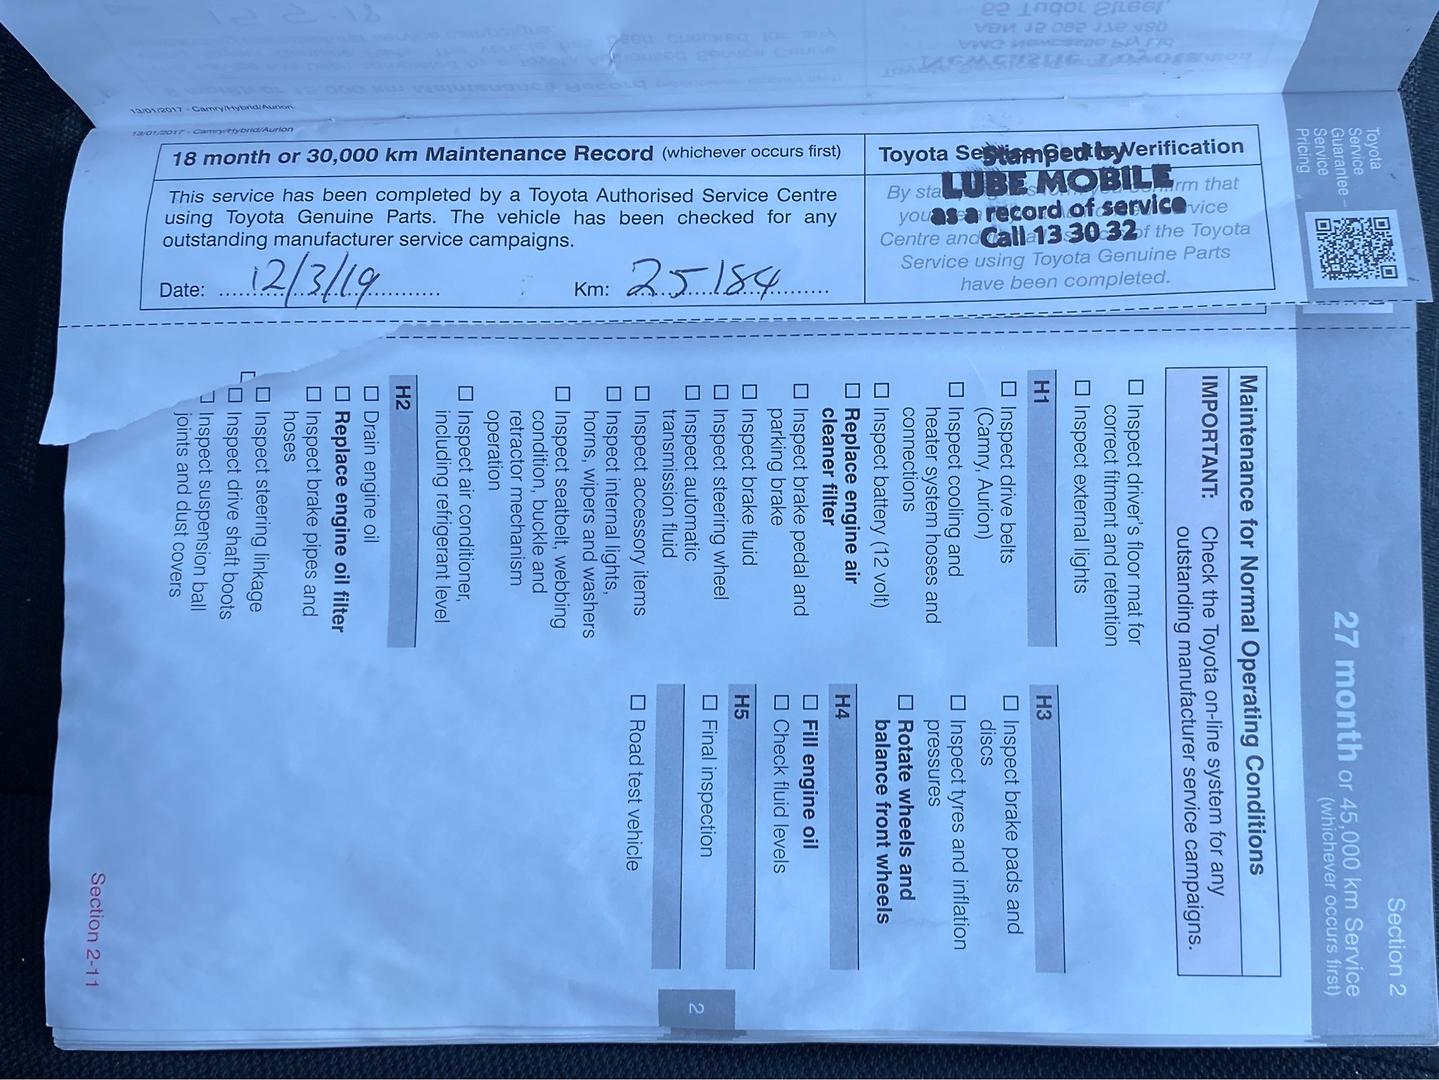 13/01/2017 - Camry/Hybrid/Aurion
13/01/2017 - Camry/Hybrid/Aurion
18 month or 30,000 km Maintenance Record (whichever occurs first)
This service has been completed by a Toyota Authorised Service Centre
using Toyota Genuine Parts. The vehicle has been checked for any
outstanding manufacturer service campaigns.
Date: 12/3/19
Km: 25184
Toyota Verification
Stamped by
LUBE MOBILE
as a record of service
Call 13 30 32
By
Centre and of the Toyota
Service using Toyota Genuine Parts
have been completed.
Toyota
Service
Guarantee -
Service
Pricing
Section 2
27 month or 45,000 km Service
(whichever occurs first)
Maintenance for Normal Operating Conditions
IMPORTANT: Check the Toyota on-line system for any
outstanding manufacturer service campaigns.
Inspect driver's floor mat for
correct fitment and retention
Inspect external lights
H1
Inspect drive belts
(Camry, Aurion)
Inspect cooling and
heater system hoses and
connections
Inspect battery (12 volt)
Replace engine air
cleaner filter
Inspect brake pedal and
parking brake
Inspect brake fluid
Inspect steering wheel
Inspect automatic
transmission fluid
Inspect accessory items
Inspect internal lights,
horns, wipers and washers
Inspect seatbelt, webbing
condition, buckle and
retractor mechanism
operation
Inspect air conditioner,
including refrigerant level
H2
Drain engine oil
Replace engine oil filter
Inspect brake pipes and
hoses
Inspect steering linkage
Inspect drive shaft boots
Inspect suspension ball
joints and dust covers
H3
Inspect brake pads and
discs
Inspect tyres and inflation
pressures
Rotate wheels and
balance front wheels
H4
Fill engine oil
Check fluid levels
H5
Final inspection
Road test vehicle
2
Section 2-11